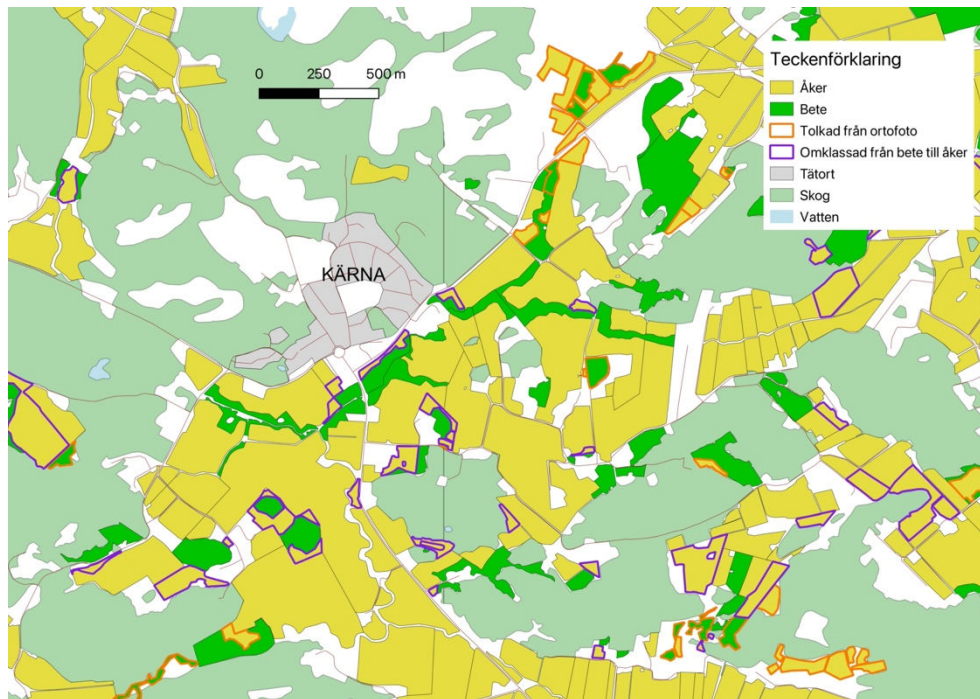 0 250 500 m
Teckenförklaring
Åker
Bete
Tolkad från ortofoto
Omklassad från bete till åker
Tätort
Skog
Vatten
KÄRNA